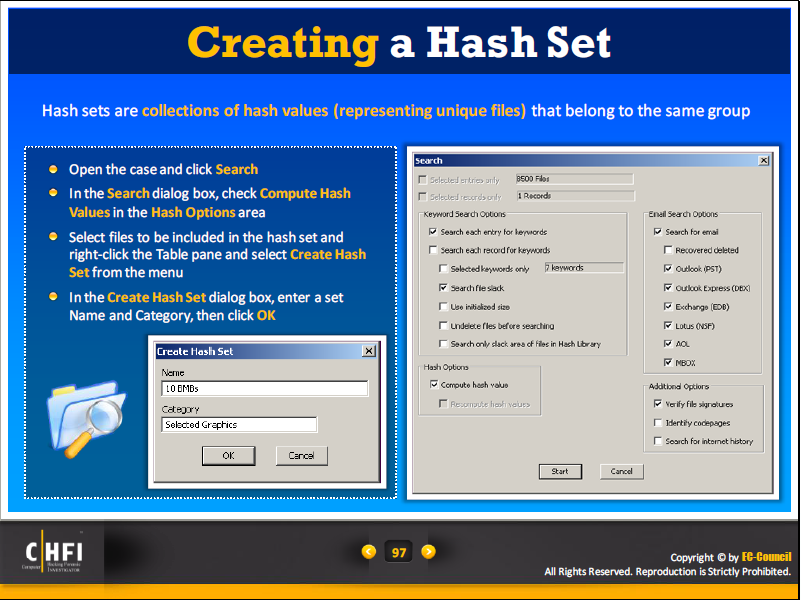 Creating a Hash Set
Hash sets are collections of hash values (representing unique files) that belong to the same group
Open the case and click Search
In the Search dialog box, check Compute Hash
Values in the Hash Options area
Select files to be included in the hash set and
right-click the Table pane and select Create Hash
Set from the menu
In the Create Hash Set dialog box, enter a set
Name and Category, then click OK
Create Hash Set
Name
10 BMBs
Category
Selected Graphics
OK
Cancel
Search
Selected entries only
8500 Files
Selected records only
1 Records
Keyword Search Options
Search each entry for keywords
Search each record for keywords
Selected keywords only
7 keywords
Search file slack
Use initialized size
Undelete files before searching
Search only slack area of files in Hash Library
Hash Options
Compute hash value
Recompute hash values
Email Search Options
Search for email
Recovered deleted
Outlook (PST)
Outlook Express (DBX)
Exchange (EDB)
Lotus (NSF)
AOL
MBOX
Additional Options
Verify file signatures
Identify codepages
Search for internet history
Start
Cancel
CHFI
Computer Hacking Forensic
INVESTIGATOR
97
Copyright © by EC-Council
All Rights Reserved. Reproduction is Strictly Prohibited.